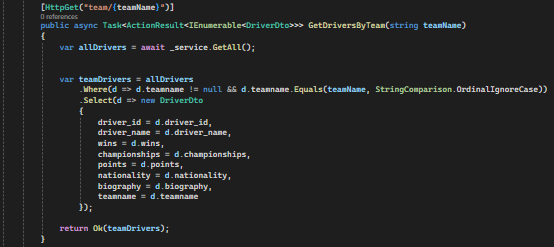 [HttpGet("team/{teamName}")]
0 references
public async Task<ActionResult<IEnumerable<DriverDto>>> GetDriversByTeam(string teamName)
{
var allDrivers = await _service.GetAll();
var teamDrivers = allDrivers
.Where(d => d.teamname != null && d.teamname.Equals(teamName, StringComparison.OrdinalIgnoreCase))
.Select(d => new DriverDto
{
driver_id = d.driver_id,
driver_name = d.driver_name,
wins = d.wins,
championships = d.championships,
points = d.points,
nationality = d.nationality,
biography = d.biography,
teamname = d.teamname
});
return Ok(teamDrivers);
}